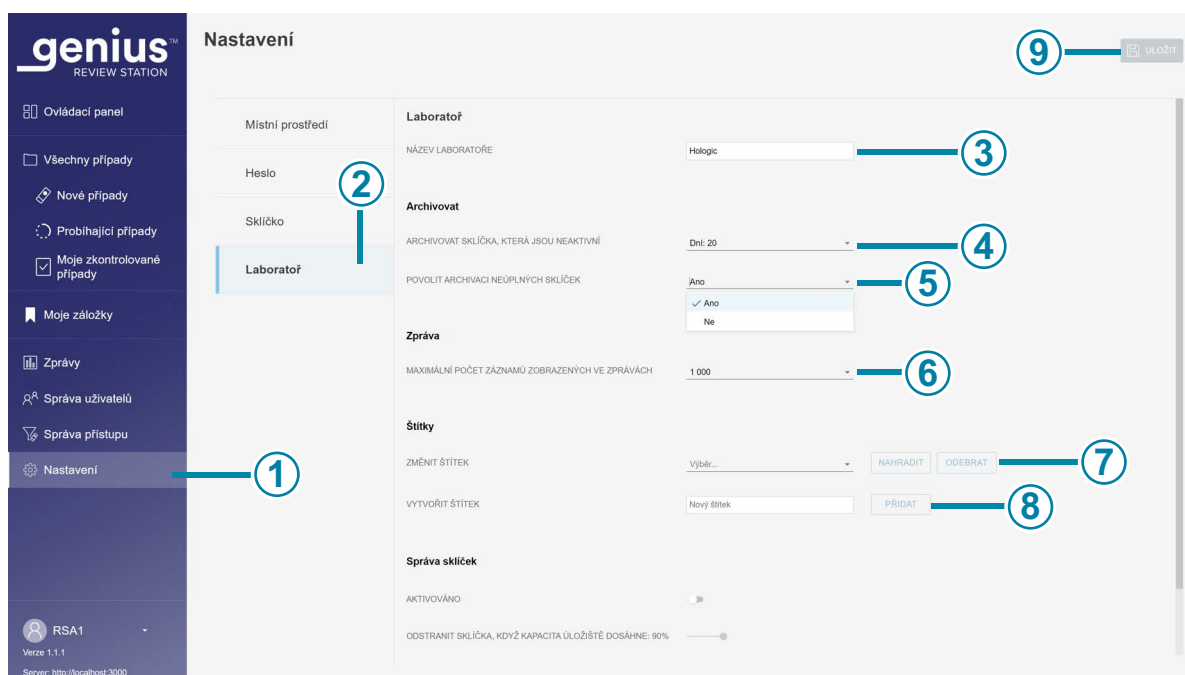 genius™
REVIEW STATION
Ovládací panel
Všechny případy
Nové případy
Probíhající případy
Moje zkontrolované
případy
Moje záložky
Zprávy
Správa uživatelů
Správa přístupu
Nastavení
1
RSA1
Verze 1.1.1
Server: http://localhost:3000
Nastavení
9
ULOŽIT
Místní prostředí
Heslo
2
Sklíčko
Laboratoř
Laboratoř
NÁZEV LABORATOŘE
Hologic
3
Archivovat
ARCHIVOVAT SKLÍČKA, KTERÁ JSOU NEAKTIVNÍ
Dní: 20
4
POVOLIT ARCHIVACI NEÚPLNÝCH SKLÍČEK
Ano
5
Ano
Ne
Zpráva
MAXIMÁLNÍ POČET ZÁZNAMŮ ZOBRAZENÝCH VE ZPRÁVÁCH
1 000
6
Štítky
ZMĚNIT ŠTÍTEK
Výběr...
NAHRADIT
ODEBRAT
7
VYTVOŘIT ŠTÍTEK
Nový štítek
PŘIDAT
8
Správa sklíček
AKTIVOVÁNO
ODSTRANIT SKLÍČKA, KDYŽ KAPACITA ÚLOŽIŠTĚ DOSÁHNE: 90%